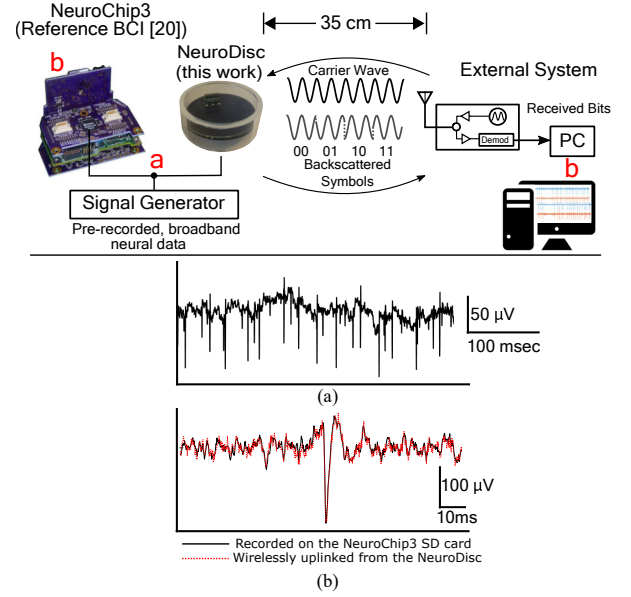 NeuroChip3
(Reference BCI [20])
35 cm
b
NeuroDisc
(this work)
Carrier Wave
External System
Received Bits
Demod
PC
00 01 10 11
Backscattered
Symbols
a
b
Signal Generator
Pre-recorded, broadband
neural data
50 µV
100 msec
(a)
100 µV
10ms
Recorded on the NeuroChip3 SD card
Wirelessly uplinked from the NeuroDisc
(b)